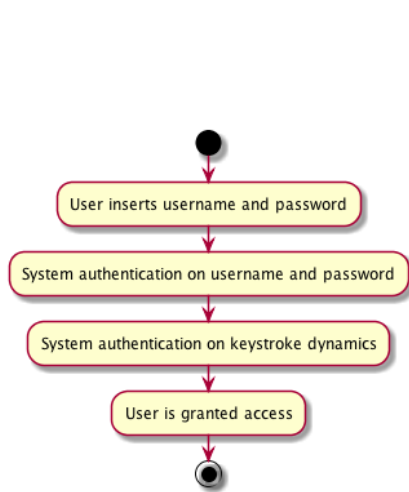 User inserts username and password
System authentication on username and password
System authentication on keystroke dynamics
User is granted access